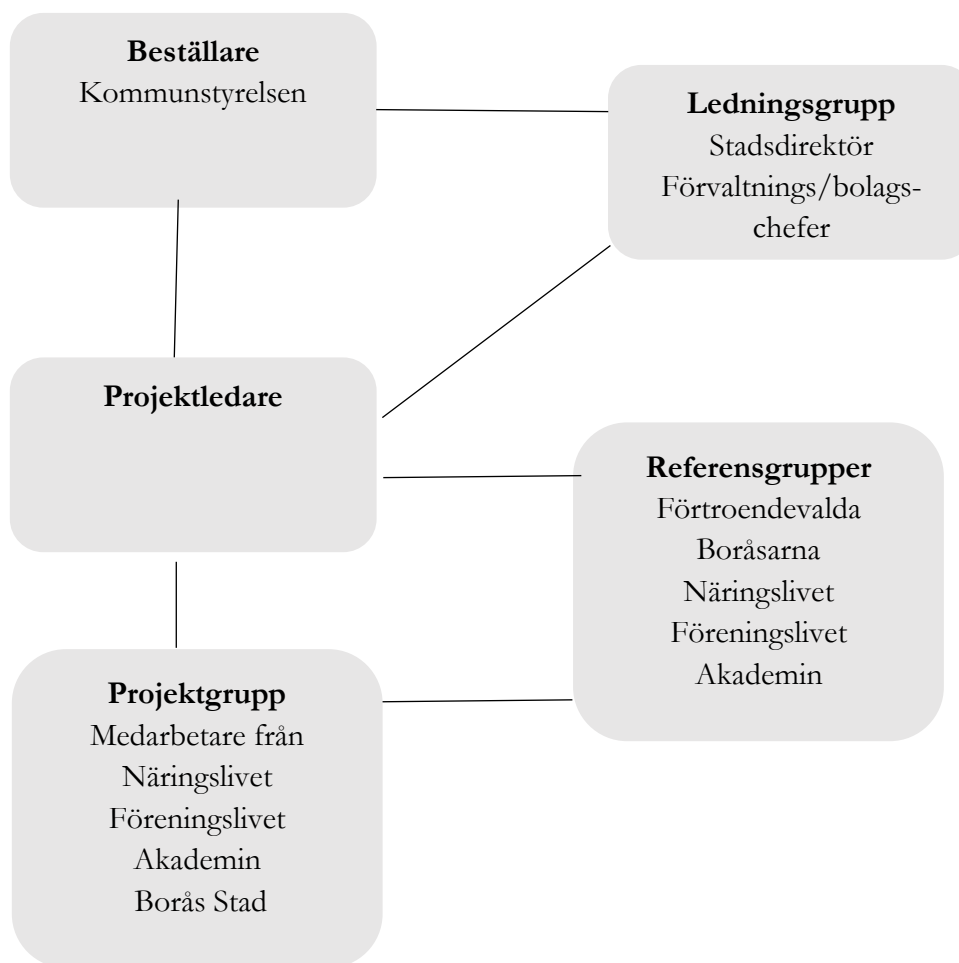 Beställare
Kommunstyrelsen
Ledningsgrupp
Stadsdirektör
Förvaltnings/bolags-
chefer
Projektledare
Referensgrupper
Förtroendevalda
Boråsarna
Näringslivet
Föreningslivet
Akademin
Projektgrupp
Medarbetare från
Näringslivet
Föreningslivet
Akademin
Borås Stad